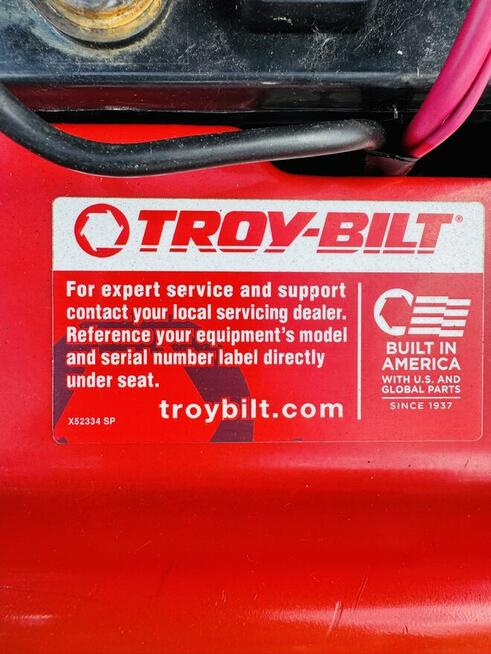 TROY-BILT®
For expert service and support
contact your local servicing dealer.
Reference your equipment's model
and serial number label directly
under seat.
troybilt.com
X52334 SP
BUILT IN
AMERICA
WITH U.S. AND
GLOBAL PARTS
SINCE 1937